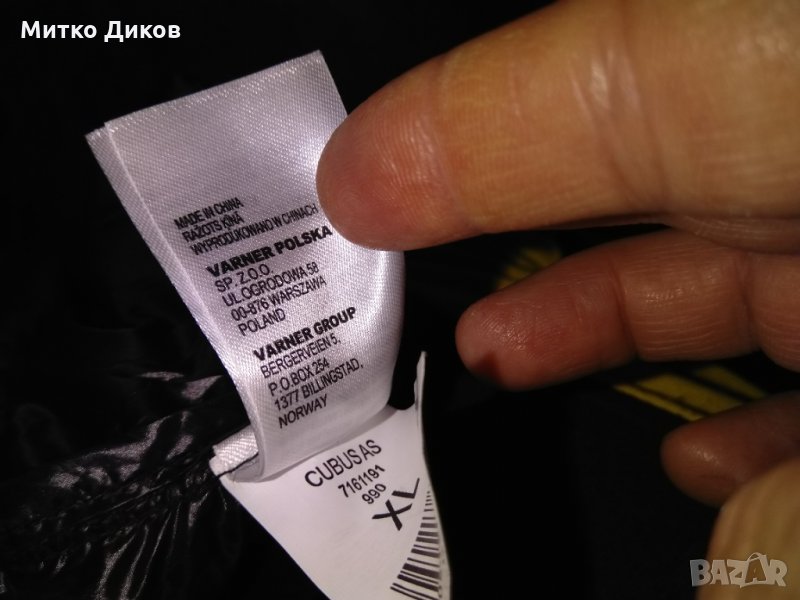 Митко Диков
MADE IN CHINA
RAŽOTS ĶĪNĀ
WYPRODUKOWANO W CHINACH
VARNER POLSKA
SP. Z.O.O.
UL.OGRODOWA 58
00-876 WARSZAWA
POLAND
VARNER GROUP
BERGERVEIEN 5,
P.O.BOX 254
1377 BILLINGSTAD,
NORWAY
CUBUS AS
7161191
990
XL
BAZAR